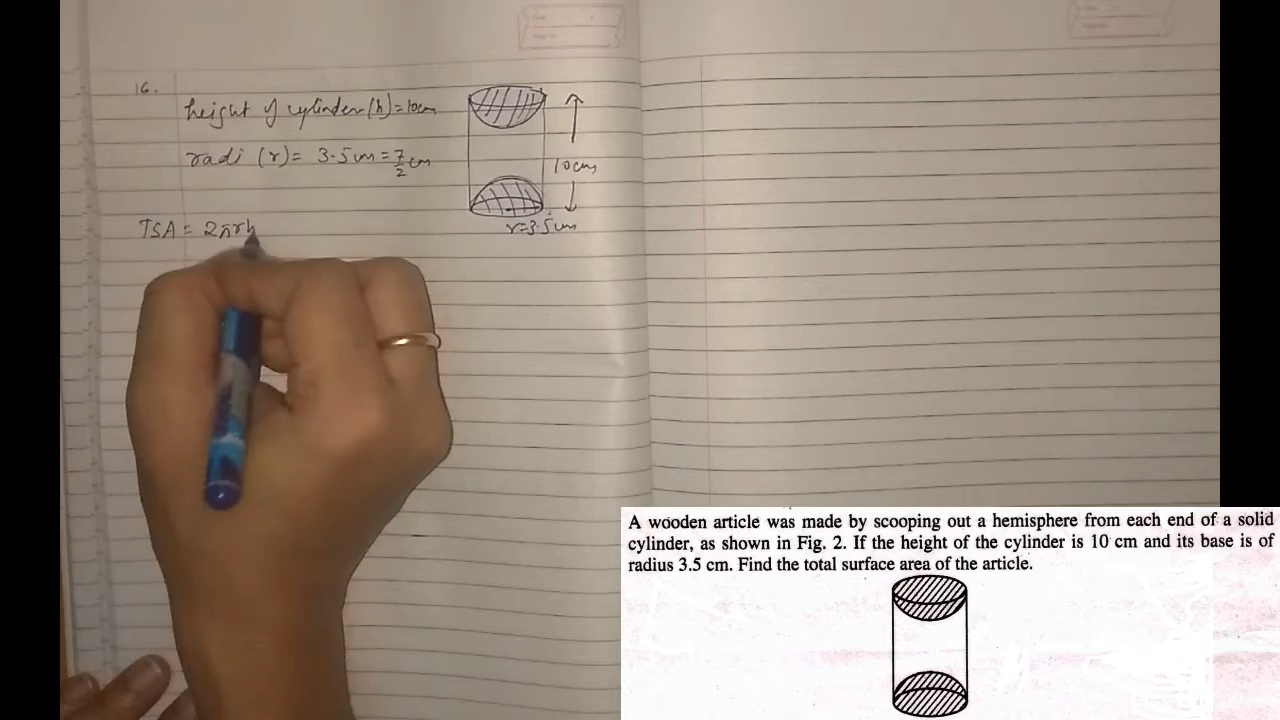 16.
height of cylinder (h) = 10cm
radi (r) = 3.5cm = 7/2 cm
10cm
r=3.5cm
TSA = 2πrh
A wooden article was made by scooping out a hemisphere from each end of a solid
cylinder, as shown in Fig. 2. If the height of the cylinder is 10 cm and its base is of
radius 3.5 cm. Find the total surface area of the article.